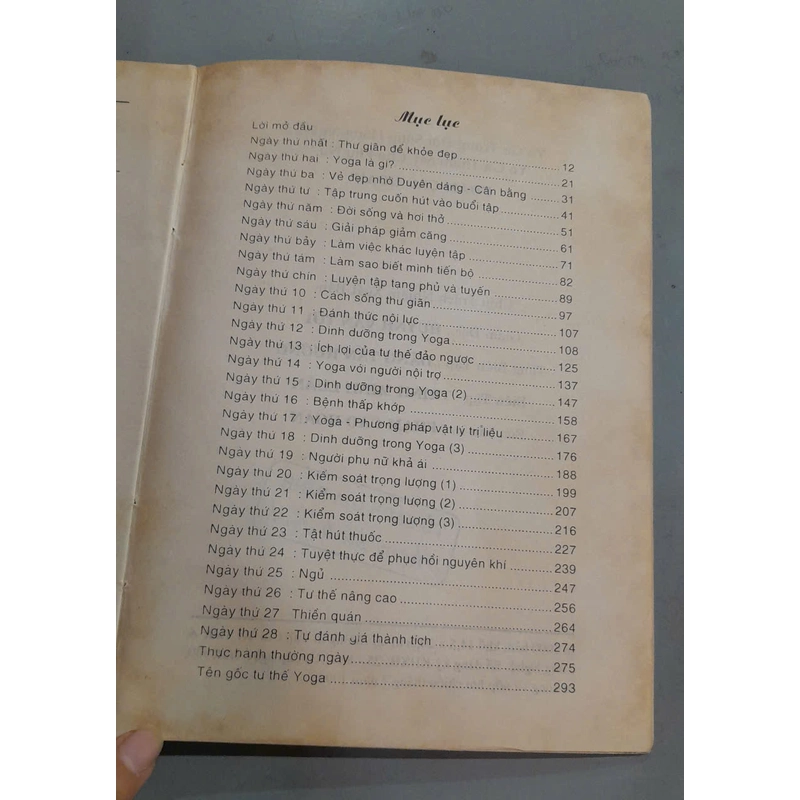 Mục lục
Lời mở đầu
Ngày thứ nhất : Thư giãn để khỏe đẹp 12
Ngày thứ hai : Yoga là gì? 21
Ngày thứ ba : Vẻ đẹp nhờ Duyên dáng - Cân bằng 31
Ngày thứ tư : Tập trung cuốn hút vào buổi tập 41
Ngày thứ năm : Đời sống và hơi thở 51
Ngày thứ sáu : Giải pháp giảm căng 61
Ngày thứ bảy : Làm việc khác luyện tập 71
Ngày thứ tám : Làm sao biết mình tiến bộ 82
Ngày thứ chín : Luyện tập tạng phủ và tuyến 89
Ngày thứ 10 : Cách sống thư giãn 97
Ngày thứ 11 : Đánh thức nội lực 107
Ngày thứ 12 : Dinh dưỡng trong Yoga 108
Ngày thứ 13 : Ích lợi của tư thế đảo ngược 125
Ngày thứ 14 : Yoga với người nội trợ 137
Ngày thứ 15 : Dinh dưỡng trong Yoga (2) 147
Ngày thứ 16 : Bệnh thấp khớp 158
Ngày thứ 17 : Yoga - Phương pháp vật lý trị liệu 167
Ngày thứ 18 : Dinh dưỡng trong Yoga (3) 176
Ngày thứ 19 : Người phụ nữ khả ái 188
Ngày thứ 20 : Kiểm soát trọng lượng (1) 199
Ngày thứ 21 : Kiểm soát trọng lượng (2) 207
Ngày thứ 22 : Kiểm soát trọng lượng (3) 216
Ngày thứ 23 : Tật hút thuốc 227
Ngày thứ 24 : Tuyệt thực để phục hồi nguyên khí 239
Ngày thứ 25 : Ngủ 247
Ngày thứ 26 : Tư thế nâng cao 256
Ngày thứ 27 Thiền quán 264
Ngày thứ 28 : Tự đánh giá thành tích 274
Thực hành thường ngày 275
Tên gốc tư thế Yoga 293